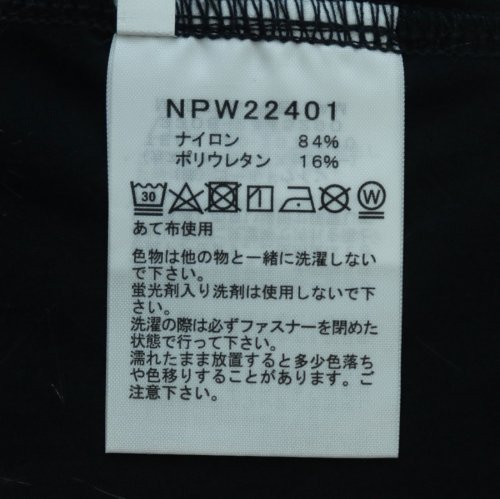 NPW22401
ナイロン 84%
ポリウレタン 16%
30 W
あて布使用
色物は他の物と一緒に洗濯しない
で下さい。
蛍光剤入り洗剤は使用しないで下
さい。
洗濯の際は必ずファスナーを閉めた
状態で行って下さい。
濡れたまま放置すると多少色落ち
や色移りすることがあります。ご
注意下さい。